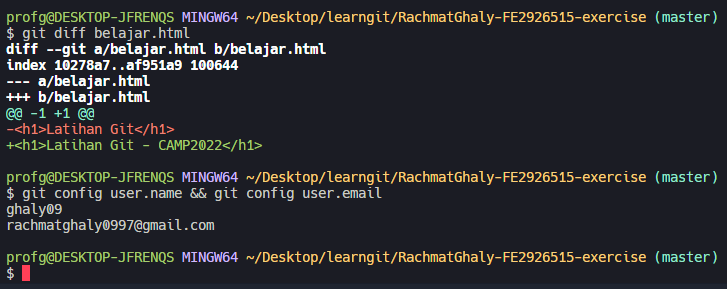 profg@DESKTOP-JFRENQS MINGW64 ~/Desktop/learngit/RachmatGhaly-FE2926515-exercise (master)
$ git diff belajar.html
diff --git a/belajar.html b/belajar.html
index 10278a7..af951a9 100644
--- a/belajar.html
+++ b/belajar.html
@@ -1 +1 @@
-<h1>Latihan Git</h1>
+<h1>Latihan Git - CAMP2022</h1>
profg@DESKTOP-JFRENQS MINGW64 ~/Desktop/learngit/RachmatGhaly-FE2926515-exercise (master)
$ git config user.name && git config user.email
ghaly09
rachmatghaly0997@gmail.com
profg@DESKTOP-JFRENQS MINGW64 ~/Desktop/learngit/RachmatGhaly-FE2926515-exercise (master)
$